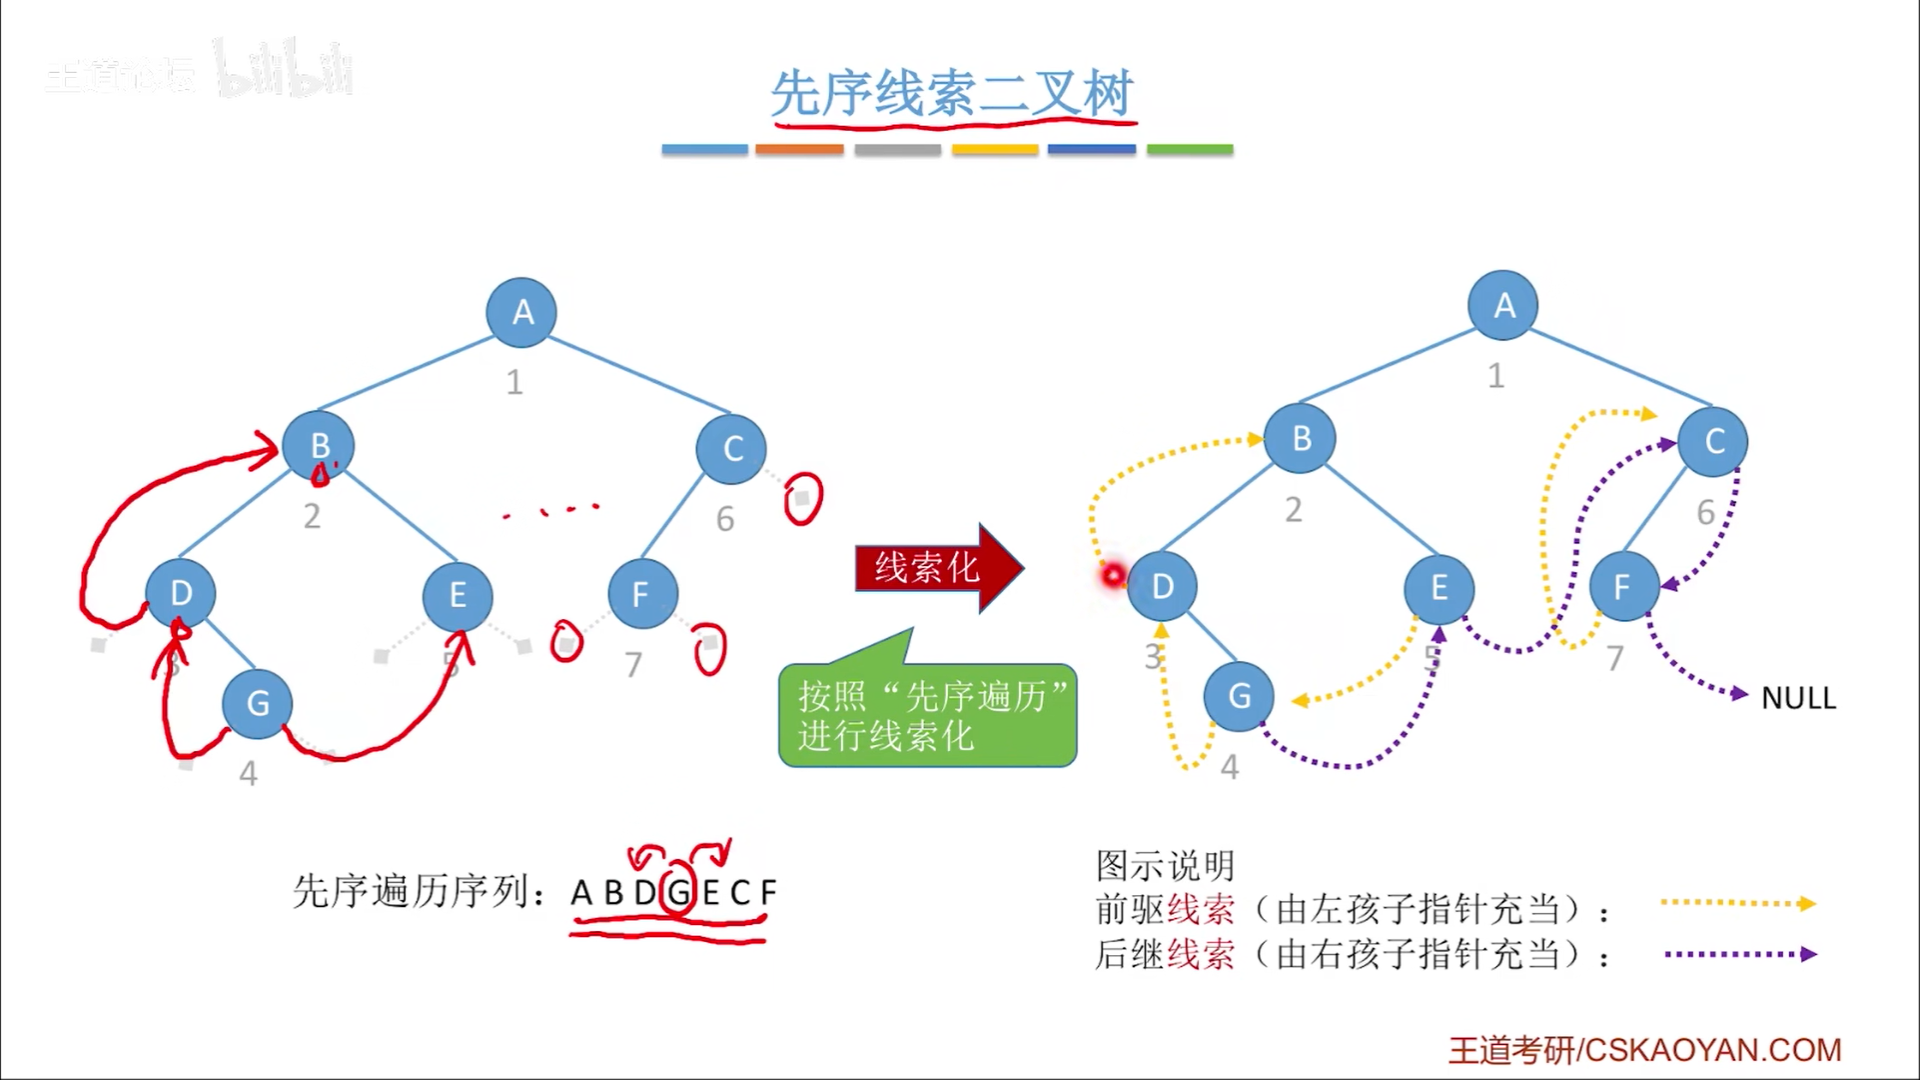 王道论坛 bilibili
先序线索二叉树
A
1
B
2
C
6
D
3
E
5
F
7
G
4
线索化
按照“先序遍历”
进行线索化
A
1
B
2
C
6
D
3
E
5
F
7
G
4
NULL
先序遍历序列：A B D G E C F
图示说明
前驱线索（由左孩子指针充当）：
后继线索（由右孩子指针充当）：
王道考研/CSKAOYAN.COM